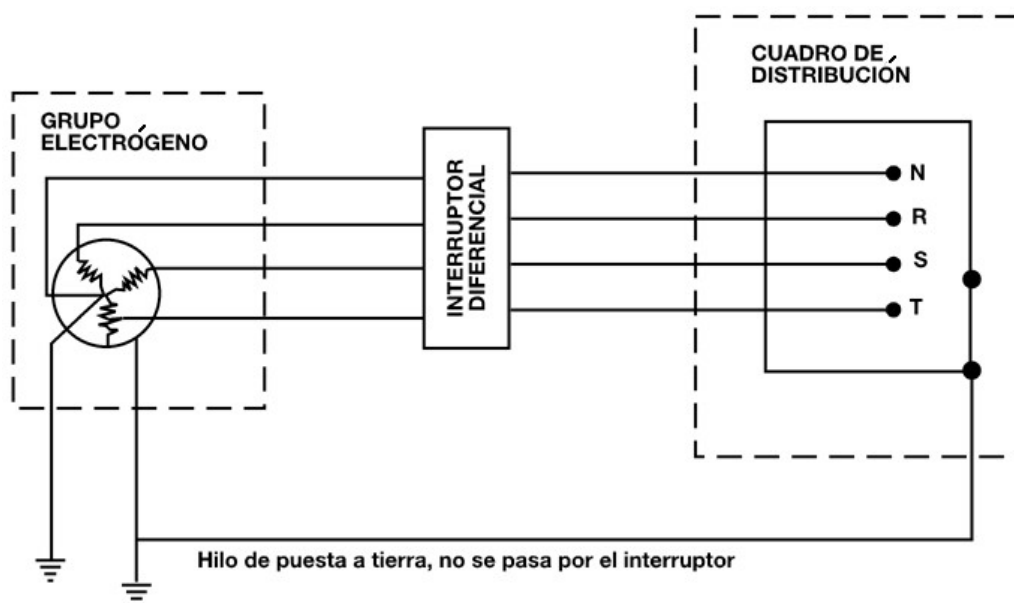 GRUPO
ELECTRÓGENO
INTERRUPTOR
DIFERENCIAL
CUADRO DE
DISTRIBUCIÓN
N
R
S
T
Hilo de puesta a tierra, no se pasa por el interruptor